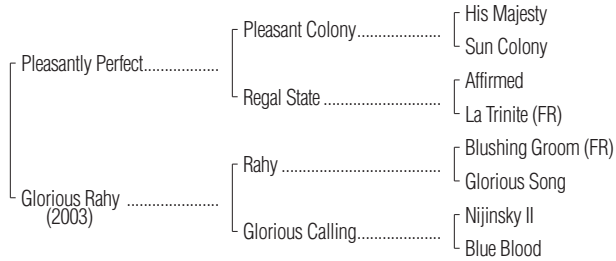 His Majesty
Pleasant Colony....................
Sun Colony
Pleasantly Perfect..................
Affirmed
Regal State .............................
La Trinite (FR)
Blushing Groom (FR)
Rahy .......................................
Glorious Song
Glorious Rahy ......................
(2003)
Nijinsky II
Glorious Calling....................
Blue Blood